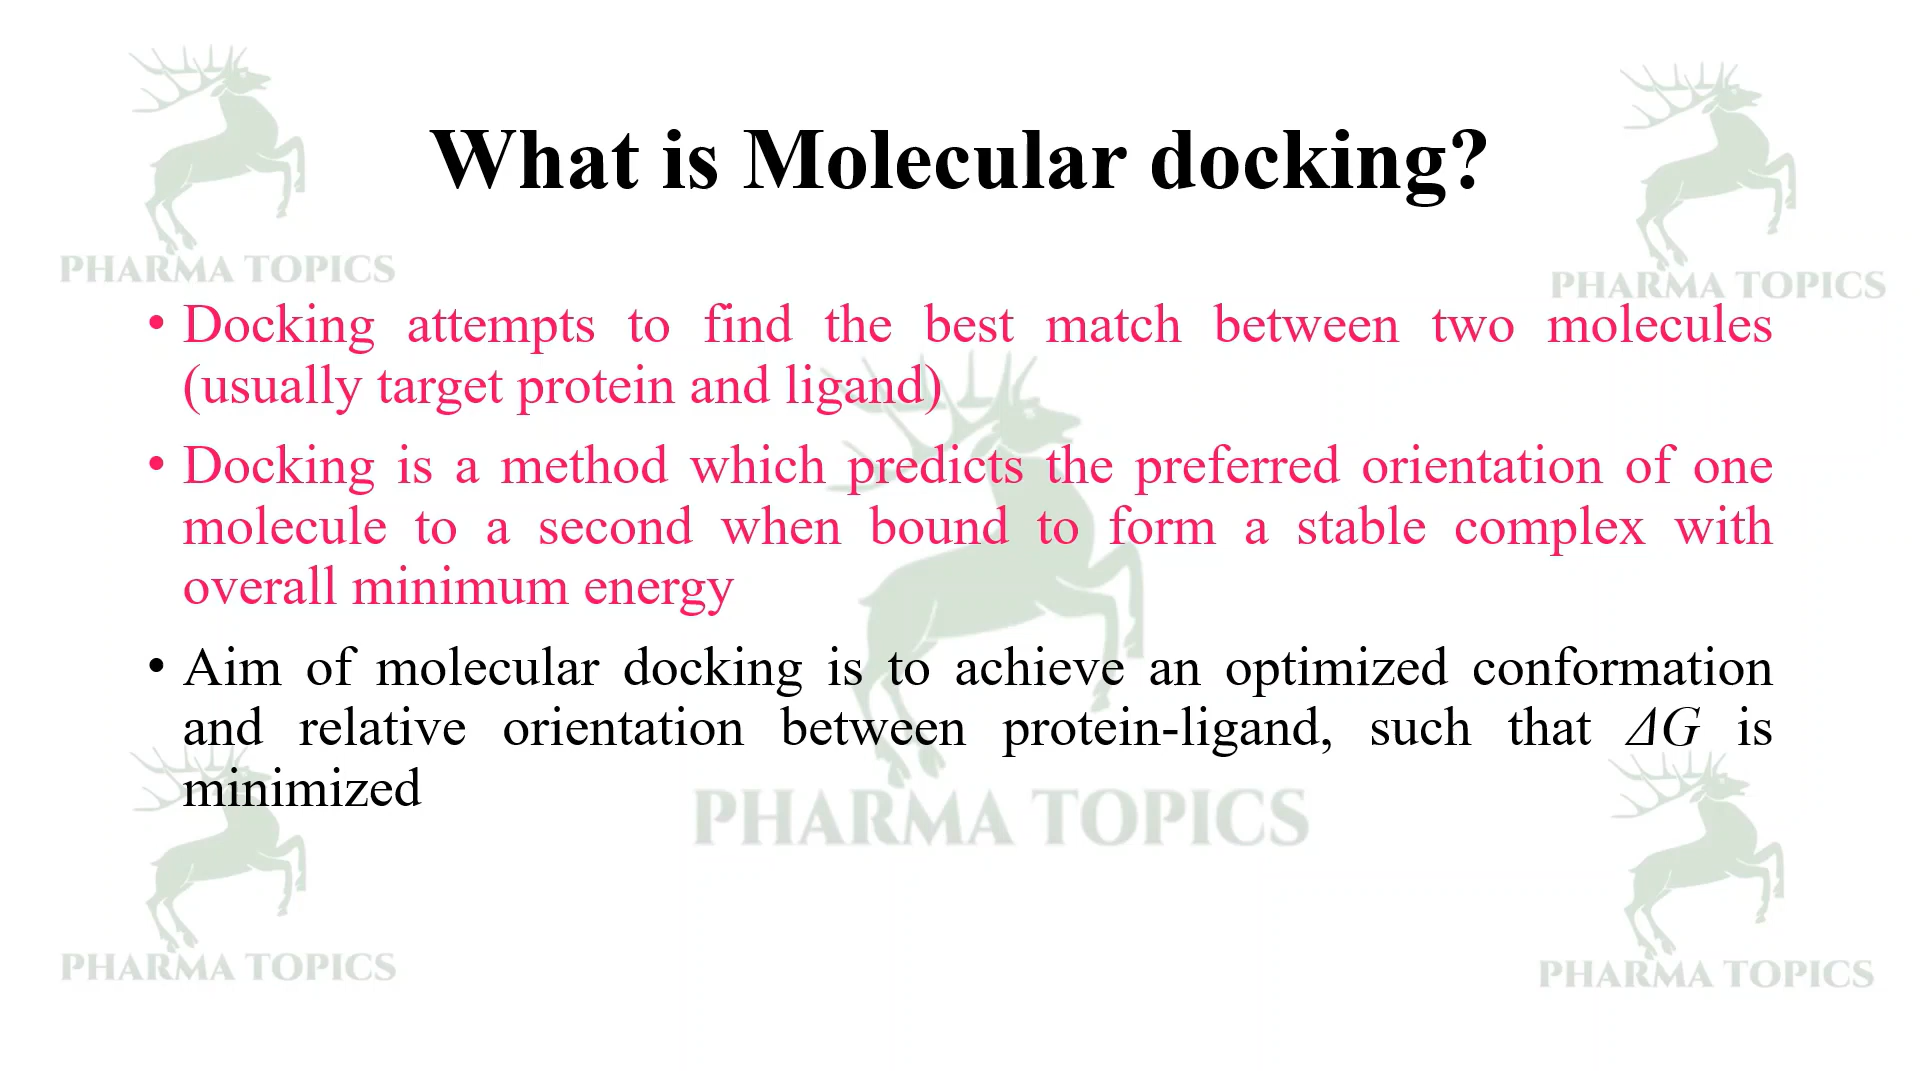 What is Molecular docking?
PHARMA TOPICS
PHARMA TOPICS
• Docking attempts to find the best match between two molecules
(usually target protein and ligand)
• Docking is a method which predicts the preferred orientation of one
molecule to a second when bound to form a stable complex with
overall minimum energy
• Aim of molecular docking is to achieve an optimized conformation
and relative orientation between protein-ligand, such that ΔG is
minimized
PHARMA TOPICS
PHARMA TOPICS
PHARMA TOPICS